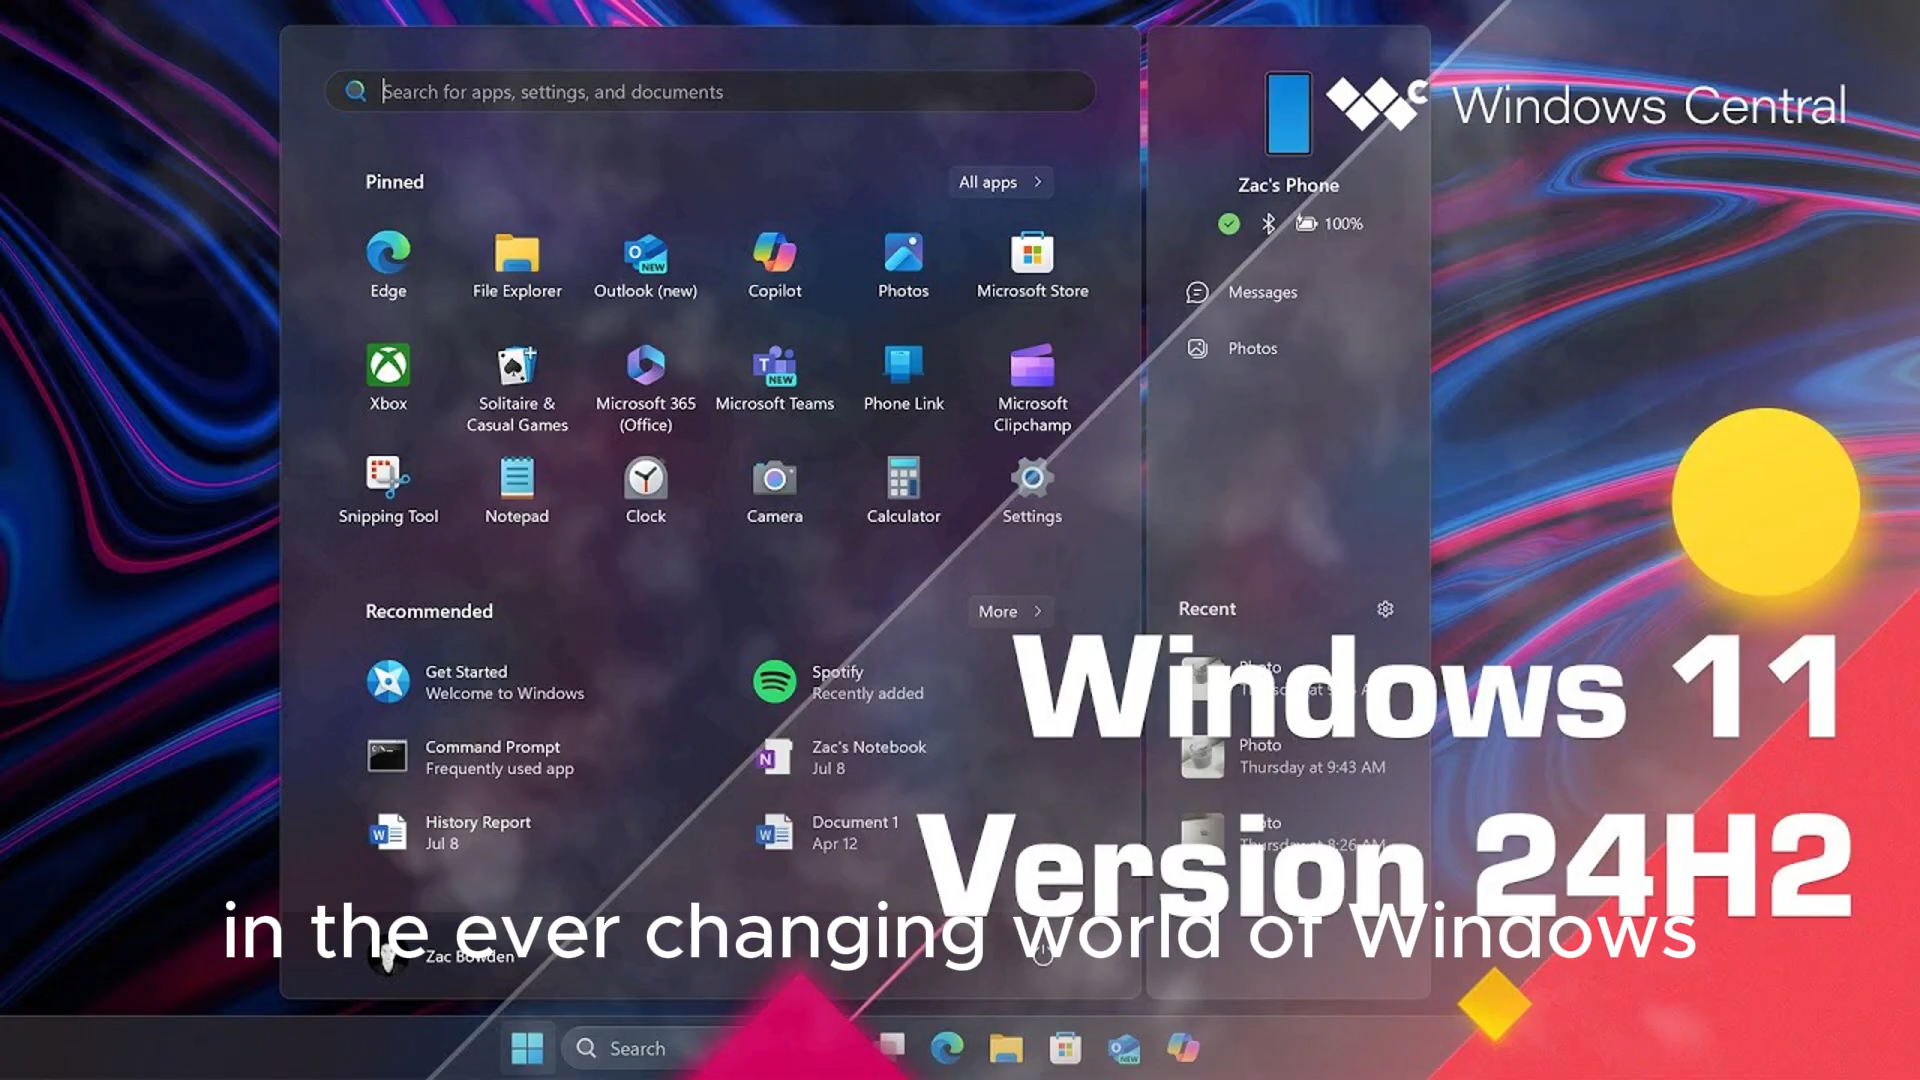 Search for apps, settings, and documents
Windows Central
Pinned
All apps
Zac's Phone
100%
Edge
File Explorer
Outlook (new)
Copilot
Photos
Microsoft Store
Messages
Photos
Xbox
Solitaire &
Casual Games
Microsoft 365
(Office)
Microsoft Teams
Phone Link
Microsoft
Clipchamp
Snipping Tool
Notepad
Clock
Camera
Calculator
Settings
Recommended
More
Recent
Get Started
Welcome to Windows
Spotify
Recently added
Windows 11
Command Prompt
Frequently used app
Zac's Notebook
Jul 8
Photo
Thursday at 9:43 AM
History Report
Jul 8
Document 1
Apr 12
Version 24H2
in the ever changing world of Windows
Zac Bowden
Search